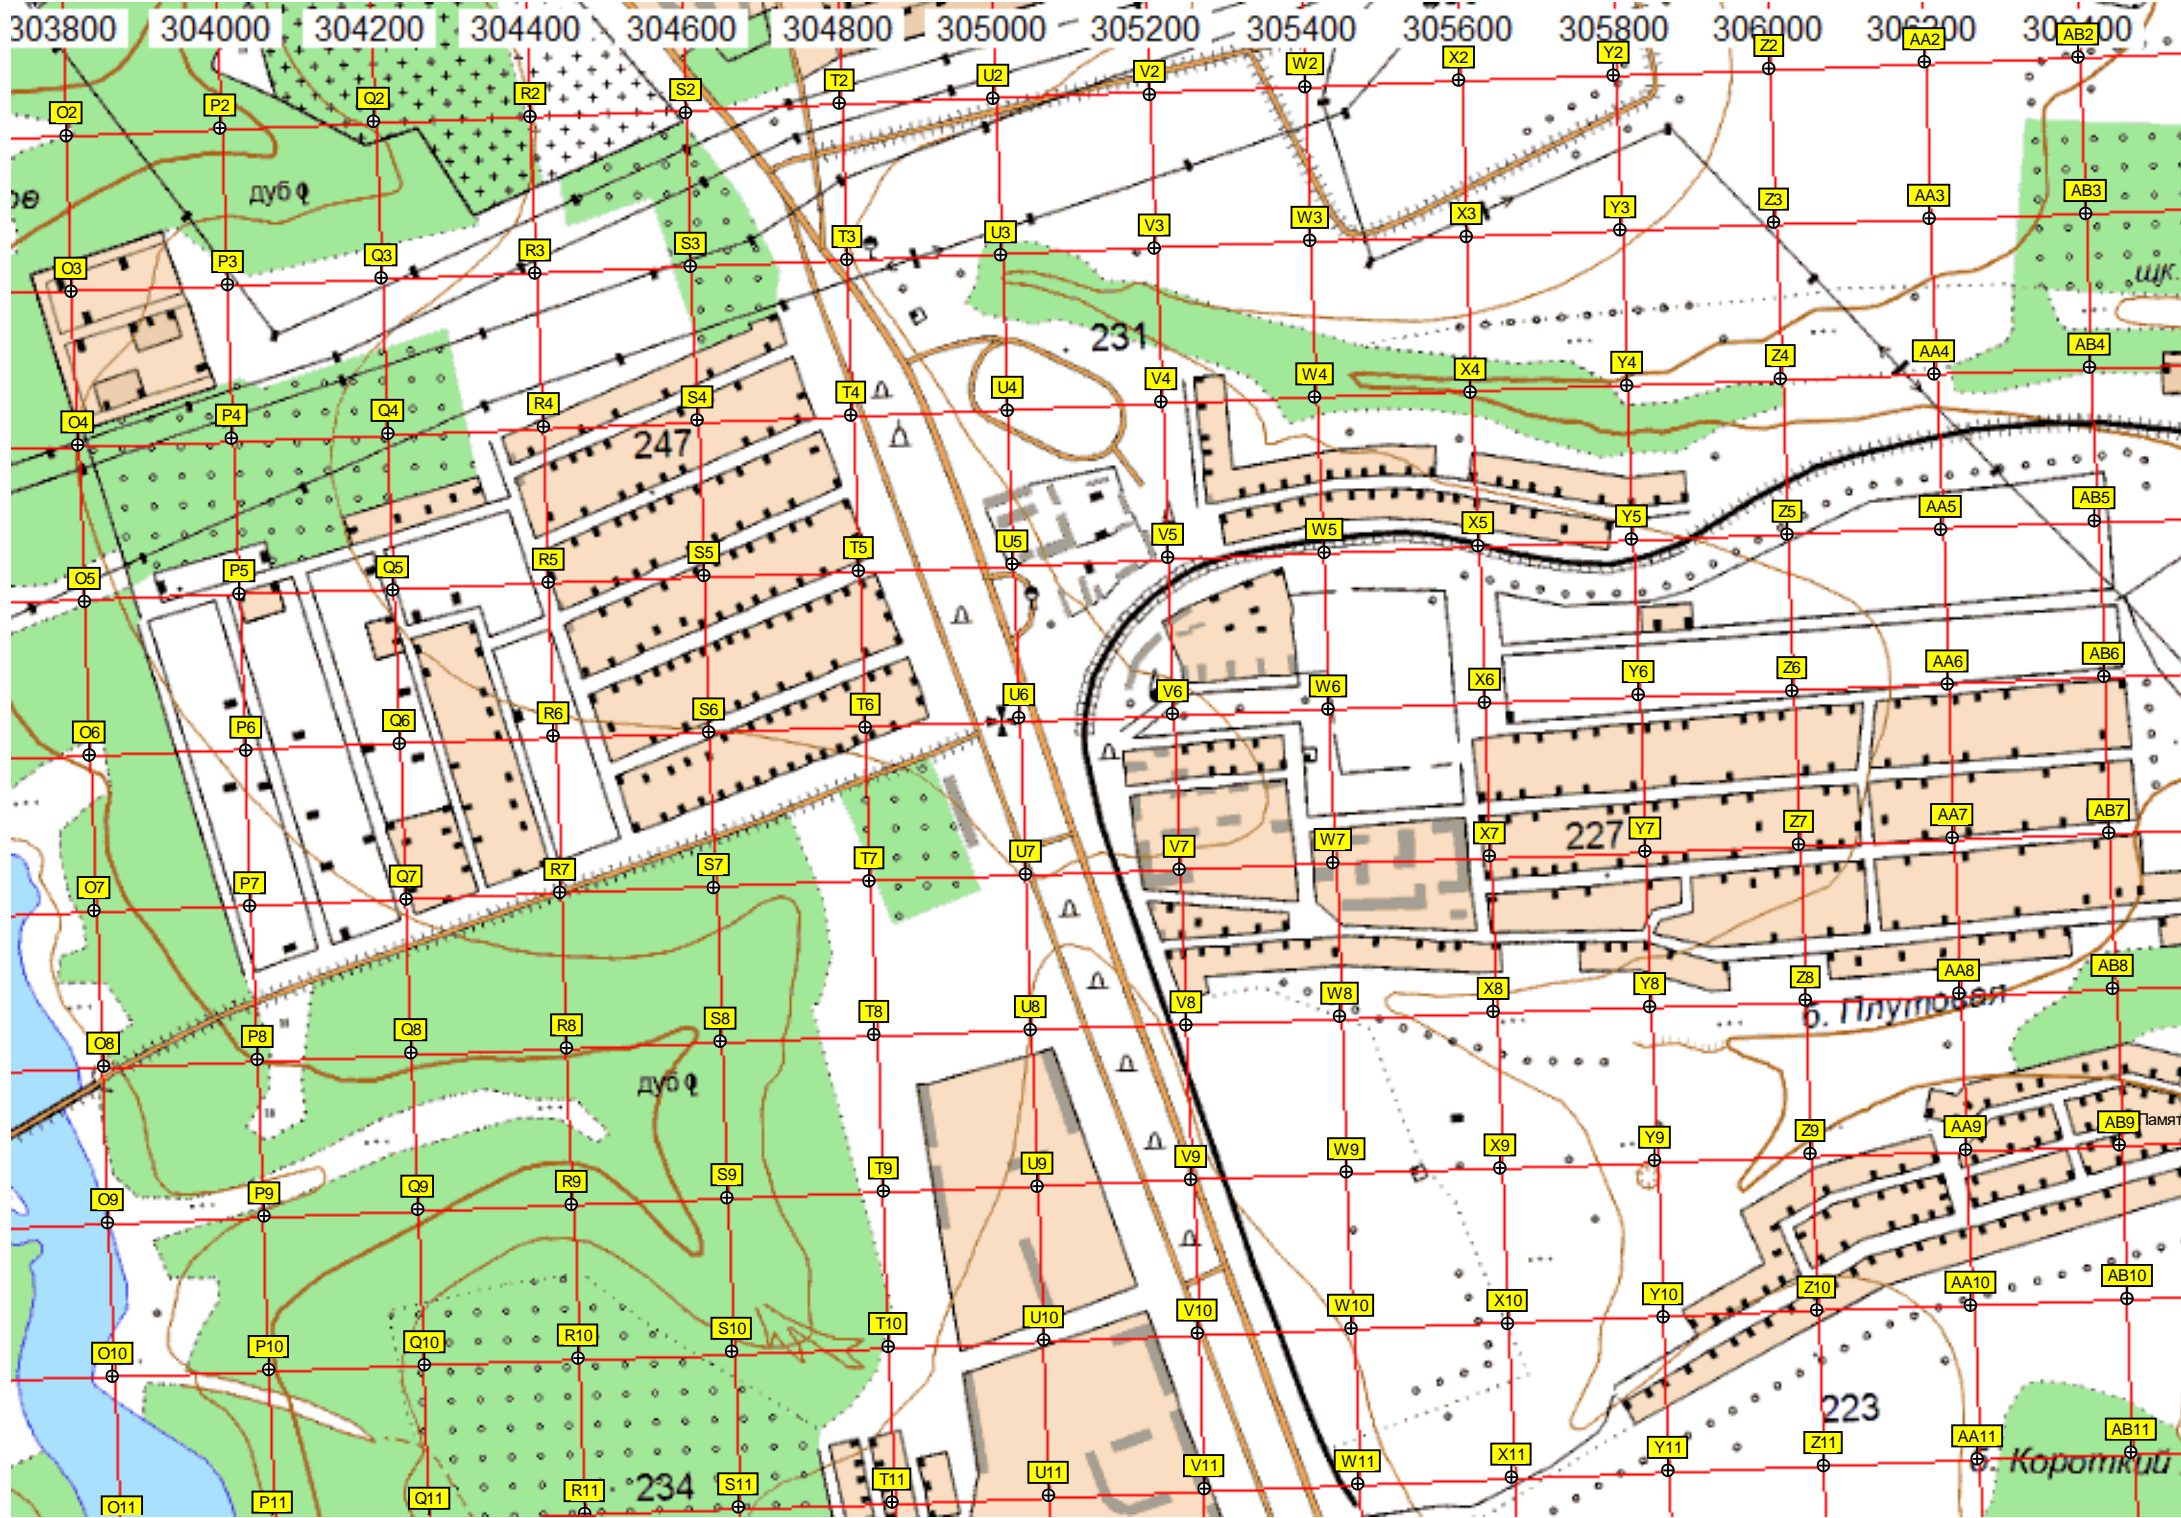 303800 304000 304200 304400 304600 304800 305000 305200 305400 305600 305800 306000 306200 306400
O2 P2 Q2 R2 S2 T2 U2 V2 W2 X2 Y2 Z2 AA2 AB2
дуб
ое
O3 P3 Q3 R3 S3 T3 U3 V3 W3 X3 Y3 Z3 AA3 AB3
щк.
231
O4 P4 Q4 R4 S4 T4 U4 V4 W4 X4 Y4 Z4 AA4 AB4
247
O5 P5 Q5 R5 S5 T5 U5 V5 W5 X5 Y5 Z5 AA5 AB5
O6 P6 Q6 R6 S6 T6 U6 V6 W6 X6 Y6 Z6 AA6 AB6
227
O7 P7 Q7 R7 S7 T7 U7 V7 W7 X7 Y7 Z7 AA7 AB7
O8 P8 Q8 R8 S8 T8 U8 V8 W8 X8 Y8 Z8 AA8 AB8
б. Плутовая
дуб
Памят
O9 P9 Q9 R9 S9 T9 U9 V9 W9 X9 Y9 Z9 AA9 AB9
O10 P10 Q10 R10 S10 T10 U10 V10 W10 X10 Y10 Z10 AA10 AB10
223
O11 P11 Q11 R11 S11 T11 U11 V11 W11 X11 Y11 Z11 AA11 AB11
234
б. Короткий